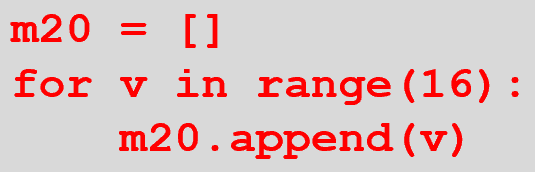 m20 = []
for v in range(16):
    m20.append(v)